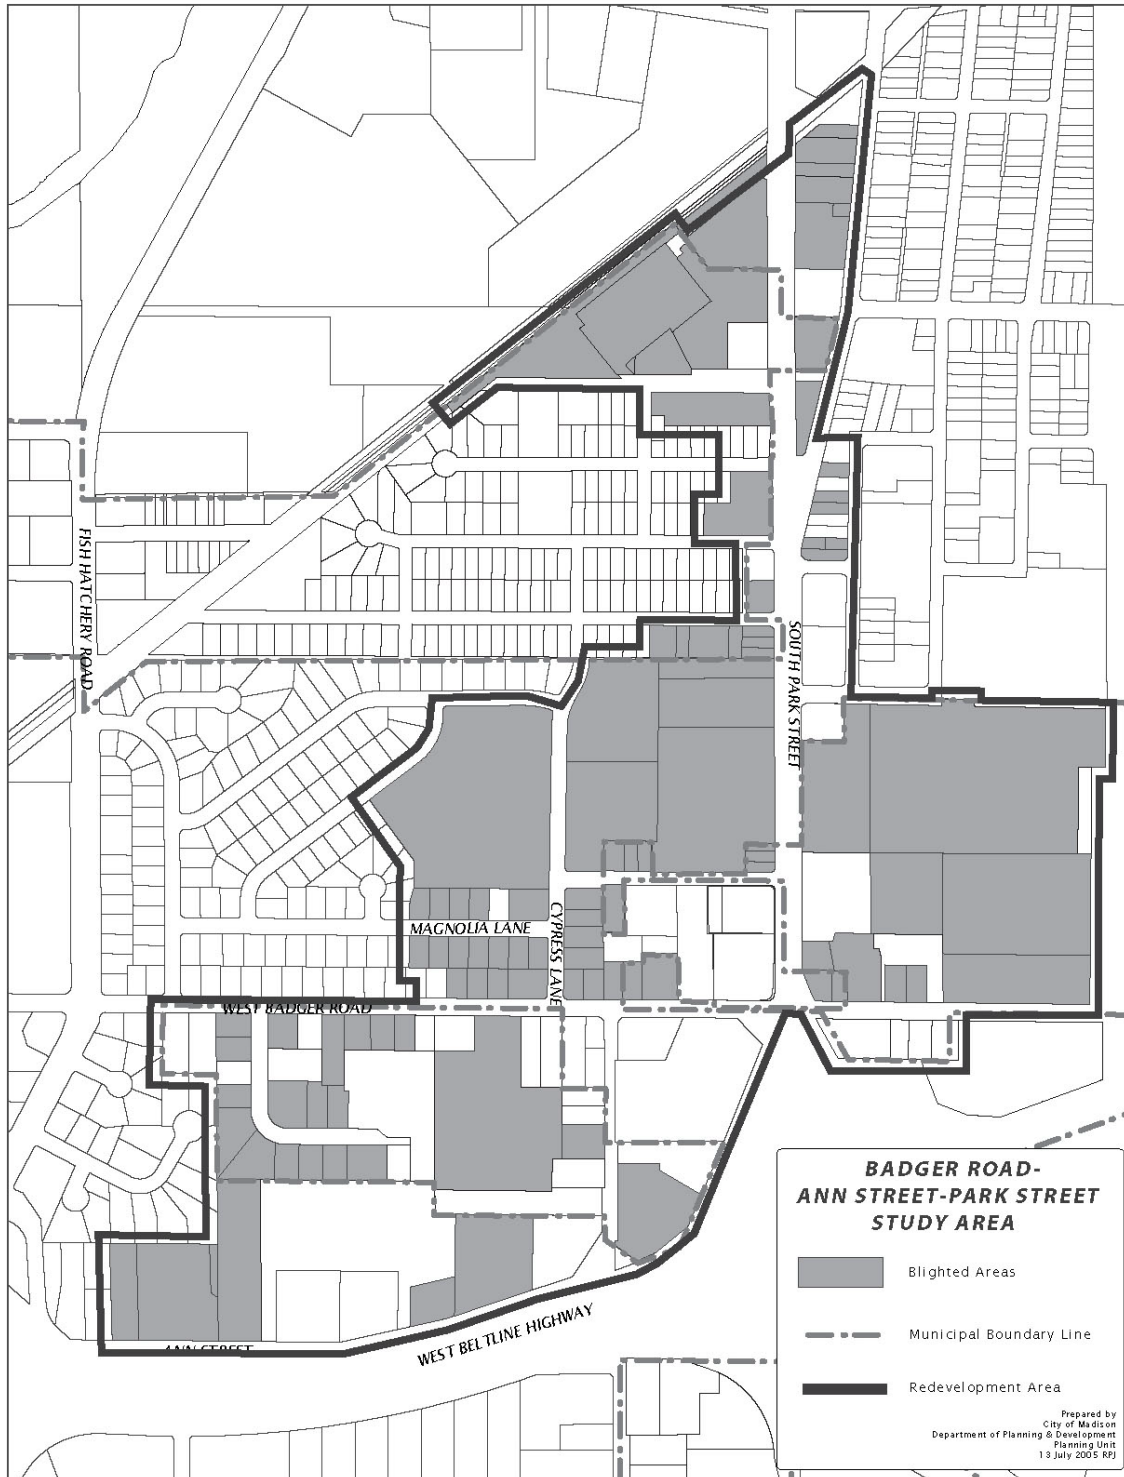 FISH HATCHERY ROAD
SOUTH PARK STREET
MAGNOLIA LANE
CYPRESS LANE
WEST BADGER ROAD
ANN STREET
WEST BELTLINE HIGHWAY
BADGER ROAD-
ANN STREET-PARK STREET
STUDY AREA
Blighted Areas
Municipal Boundary Line
Redevelopment Area
Prepared by
City of Madison
Department of Planning & Development
Planning Unit
13 July 2005 RPJ